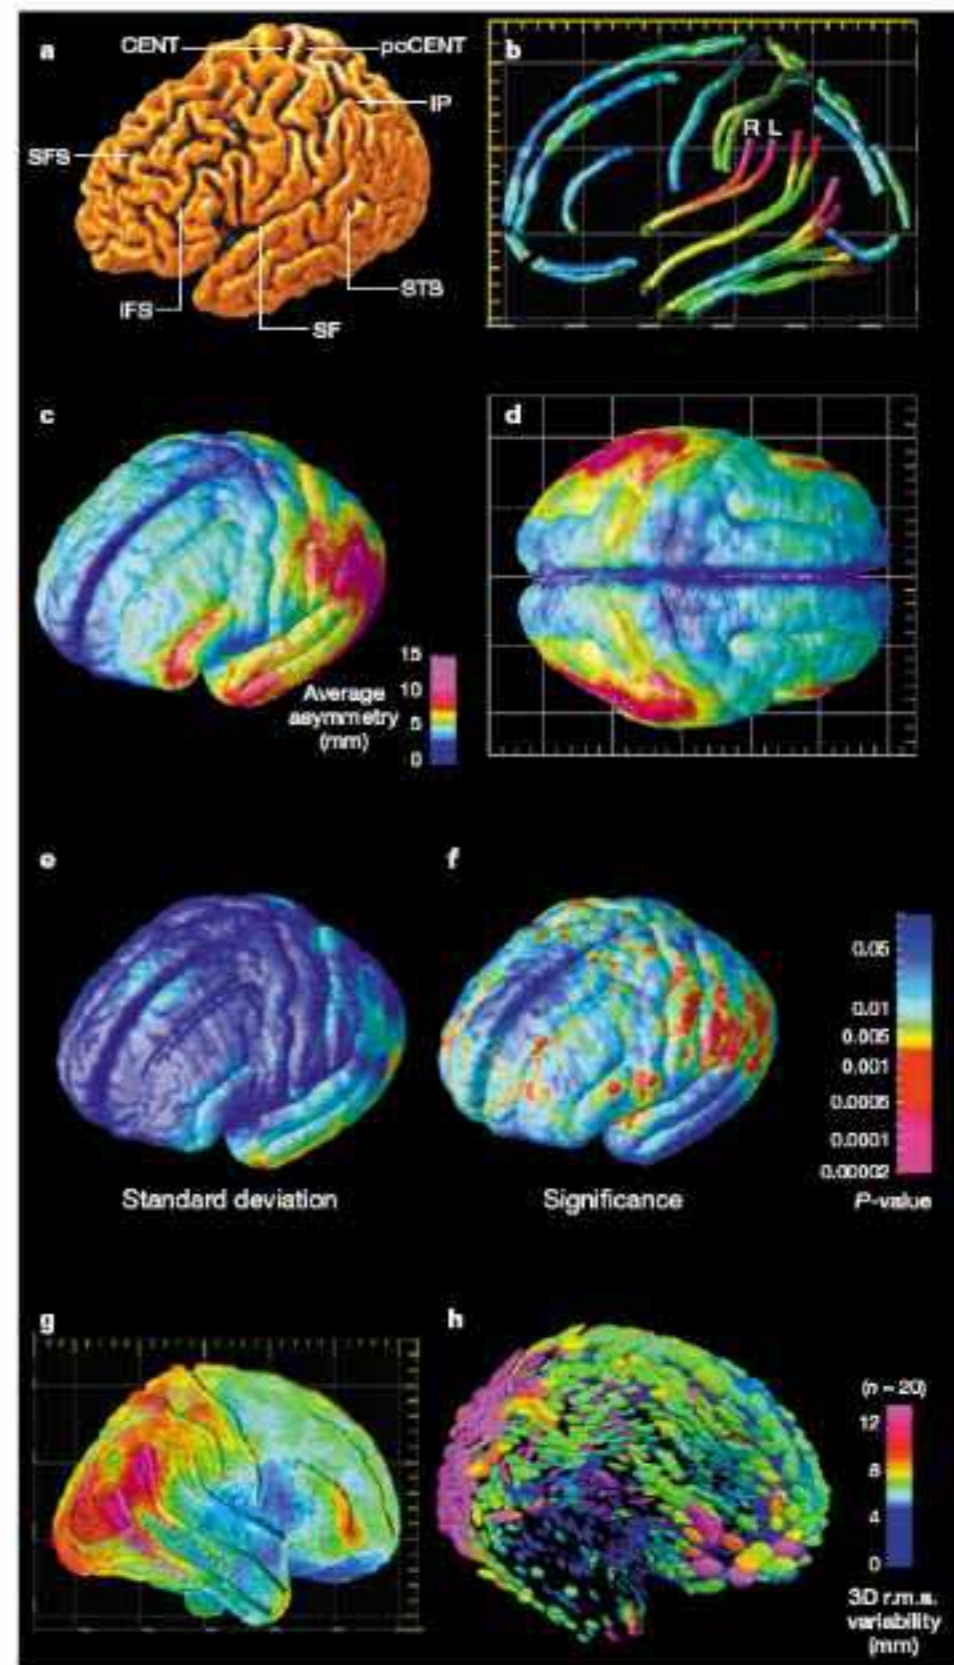 a
CENT
poCENT
IP
SFS
STS
IFS
SF
b
R L
c
15
10
5
0
Average
asymmetry
(mm)
d
e
Standard deviation
f
Significance
0.05
0.01
0.005
0.001
0.0005
0.0001
0.00002
P-value
g
h
(n = 20)
12
8
4
0
3D r.m.s.
variability
(mm)